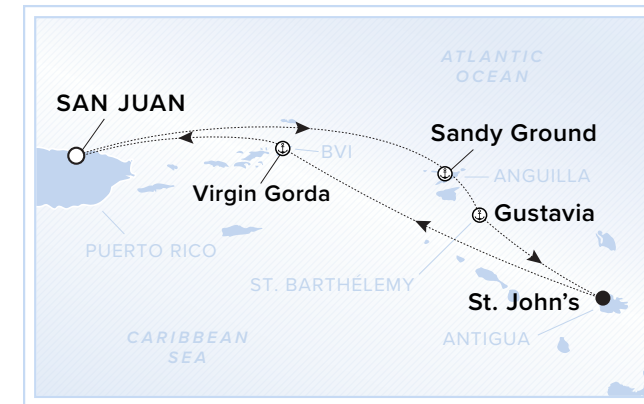 ATLANTIC
OCEAN
SAN JUAN
Sandy Ground
BVI
ANGUILLA
Virgin Gorda
Gustavia
PUERTO RICO
ST. BARTHÉLEMY
St. John's
CARIBBEAN
SEA
ANTIGUA